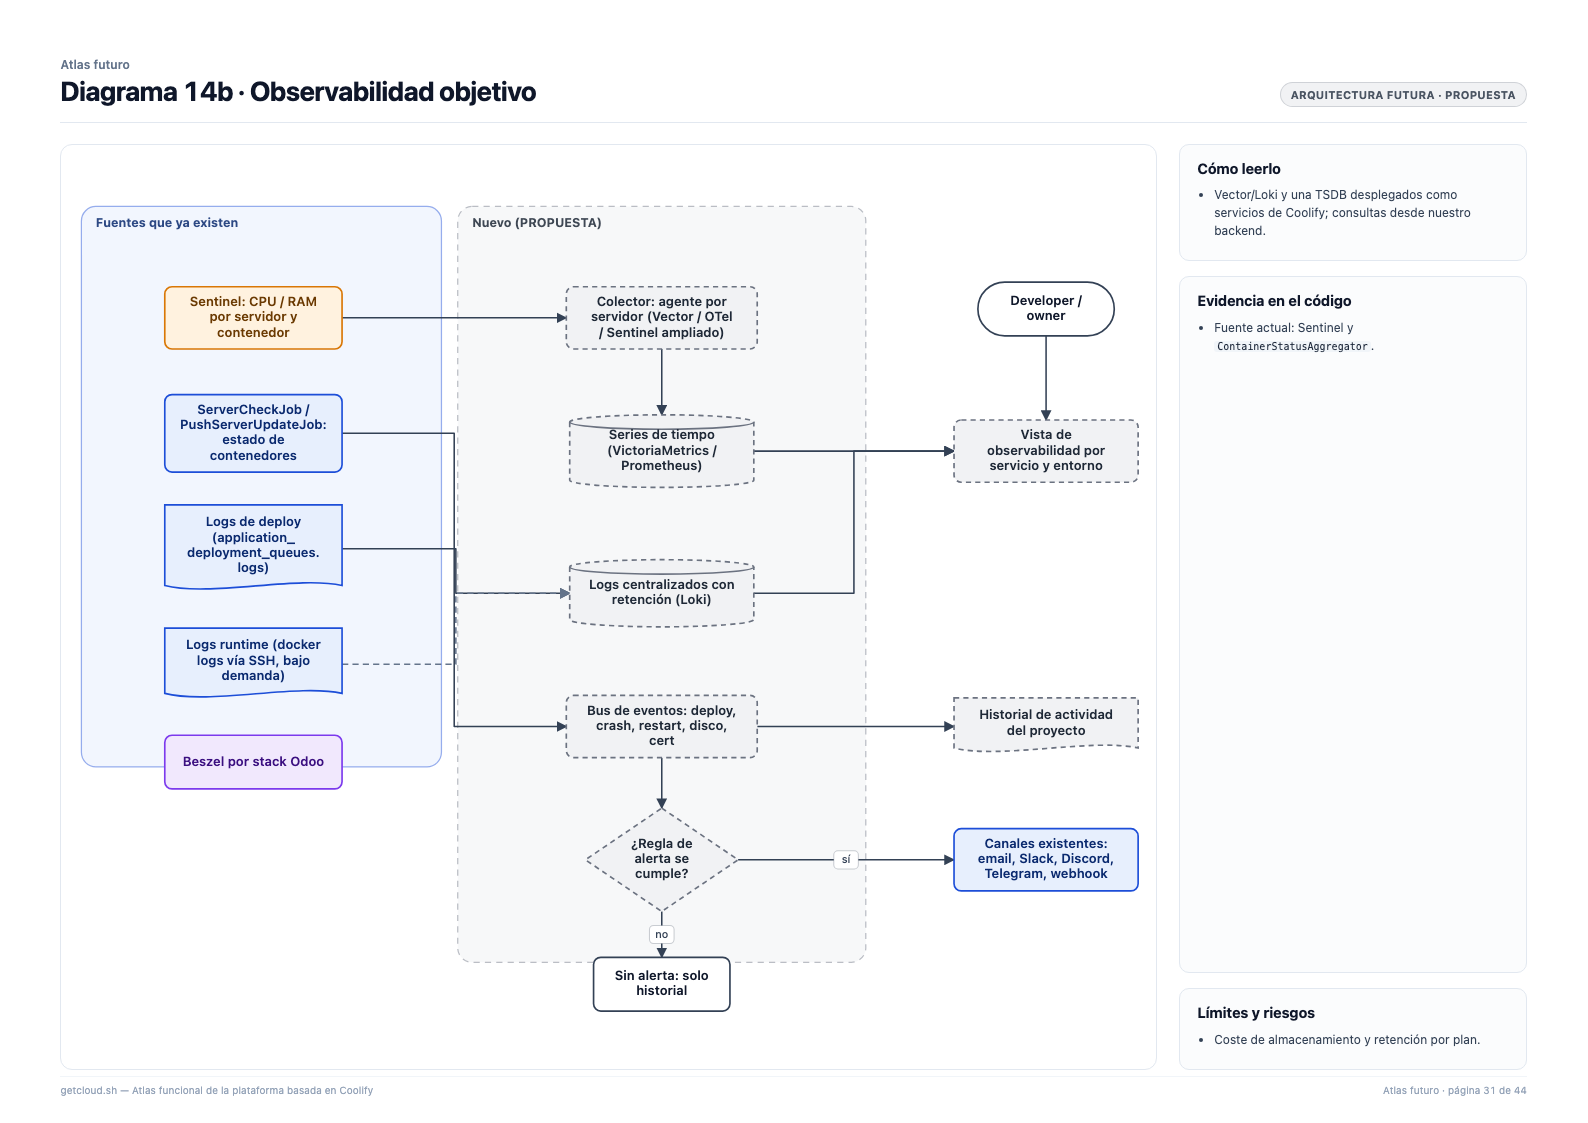 Atlas futuro
Diagrama 14b · Observabilidad objetivo
ARQUITECTURA FUTURA · PROPUESTA
Fuentes que ya existen
Sentinel: CPU / RAM
por servidor y
contenedor
ServerCheckJob /
PushServerUpdateJob:
estado de
contenedores
Logs de deploy
(application_
deployment_queues.
logs)
Logs runtime (docker
logs vía SSH, bajo
demanda)
Beszel por stack Odoo
Nuevo (PROPUESTA)
Colector: agente por
servidor (Vector / OTel
/ Sentinel ampliado)
Series de tiempo
(VictoriaMetrics /
Prometheus)
Logs centralizados con
retención (Loki)
Bus de eventos: deploy,
crash, restart, disco,
cert
¿Regla de
alerta se
cumple?
sí
no
Sin alerta: solo
historial
Developer /
owner
Vista de
observabilidad por
servicio y entorno
Historial de actividad
del proyecto
Canales existentes:
email, Slack, Discord,
Telegram, webhook
Cómo leerlo
• Vector/Loki y una TSDB desplegados como
servicios de Coolify; consultas desde nuestro
backend.
Evidencia en el código
• Fuente actual: Sentinel y
ContainerStatusAggregator.
Límites y riesgos
• Coste de almacenamiento y retención por plan.
getcloud.sh — Atlas funcional de la plataforma basada en Coolify
Atlas futuro · página 31 de 44